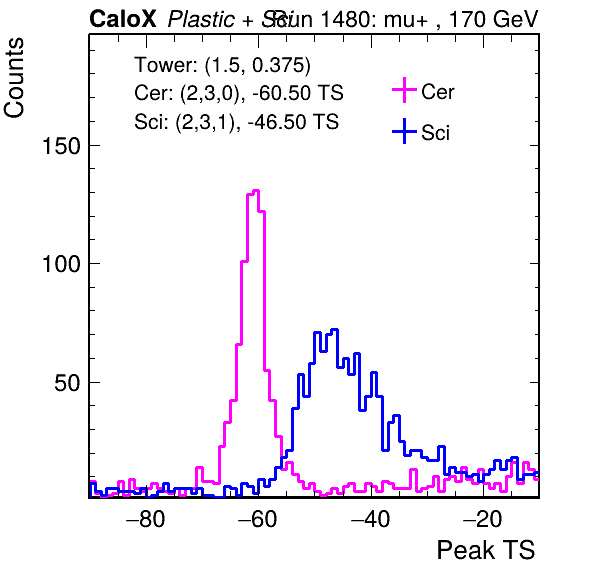 CaloX Plastic + Sci Run 1480: mu+ , 170 GeV
Counts
Tower: (1.5, 0.375)
Cer: (2,3,0), -60.50 TS
Sci: (2,3,1), -46.50 TS
Cer
Sci
150
100
50
−80 −60 −40 −20
Peak TS